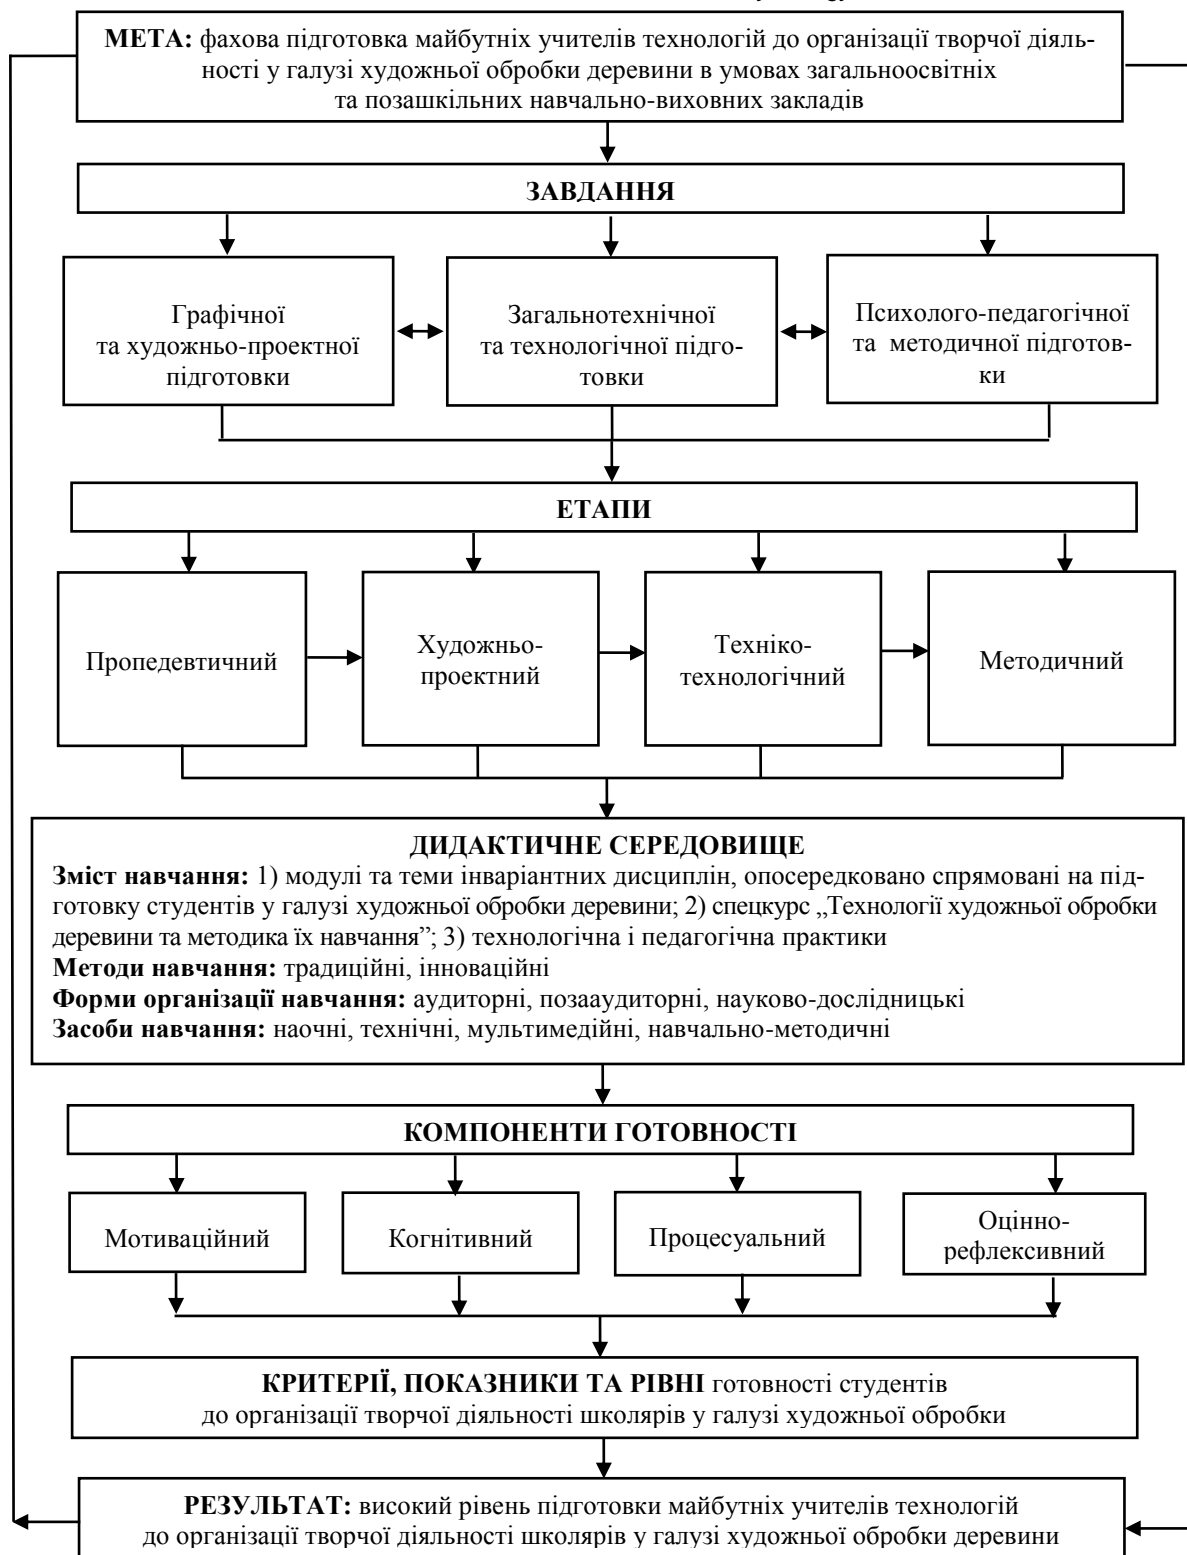 МЕТА: фахова підготовка майбутніх учителів технологій до організації творчої діяль-
ності у галузі художньої обробки деревини в умовах загальноосвітніх
та позашкільних навчально-виховних закладів
ЗАВДАННЯ
Графічної
та художньо-проектної
підготовки
Загальнотехнічної
та технологічної підго-
товки
Психолого-педагогічної
та методичної підготов-
ки
ЕТАПИ
Пропедевтичний
Художньо-
проектний
Техніко-
технологічний
Методичний
ДИДАКТИЧНЕ СЕРЕДОВИЩЕ
Зміст навчання: 1) модулі та теми інваріантних дисциплін, опосередковано спрямовані на під-
готовку студентів у галузі художньої обробки деревини; 2) спецкурс „Технології художньої обробки
деревини та методика їх навчання”; 3) технологічна і педагогічна практики
Методи навчання: традиційні, інноваційні
Форми організації навчання: аудиторні, позааудиторні, науково-дослідницькі
Засоби навчання: наочні, технічні, мультимедійні, навчально-методичні
КОМПОНЕНТИ ГОТОВНОСТІ
Мотиваційний
Когнітивний
Процесуальний
Оцінно-
рефлексивний
КРИТЕРІЇ, ПОКАЗНИКИ ТА РІВНІ готовності студентів
до організації творчої діяльності школярів у галузі художньої обробки
РЕЗУЛЬТАТ: високий рівень підготовки майбутніх учителів технологій
до організації творчої діяльності школярів у галузі художньої обробки деревини